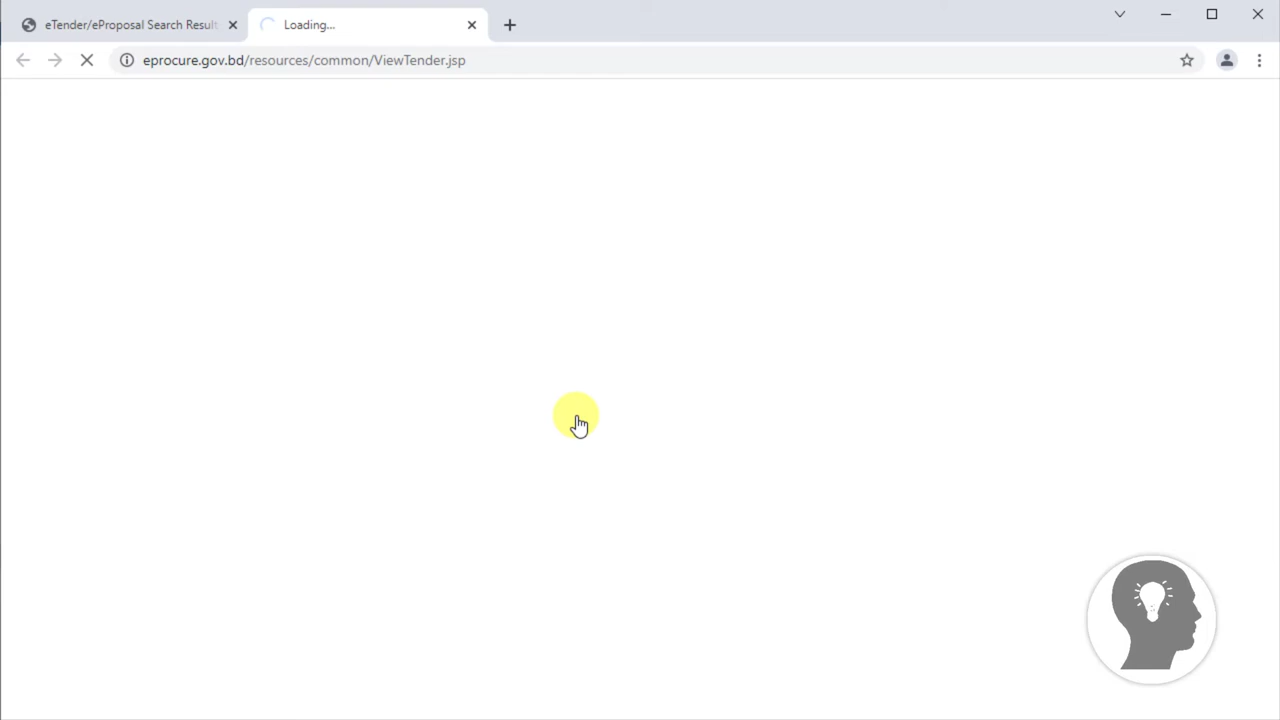 eTender/eProposal Search Result
Loading...
eprocure.gov.bd/resources/common/ViewTender.jsp